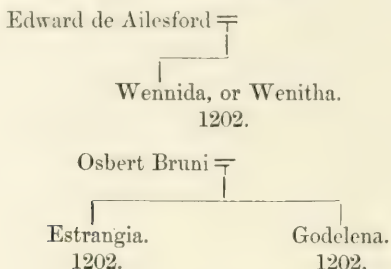 Edward de Ailesford
Wennida, or Wenitha.
1202.
Osbert Bruni
Estrangia. Godelena.
1202. 1202.